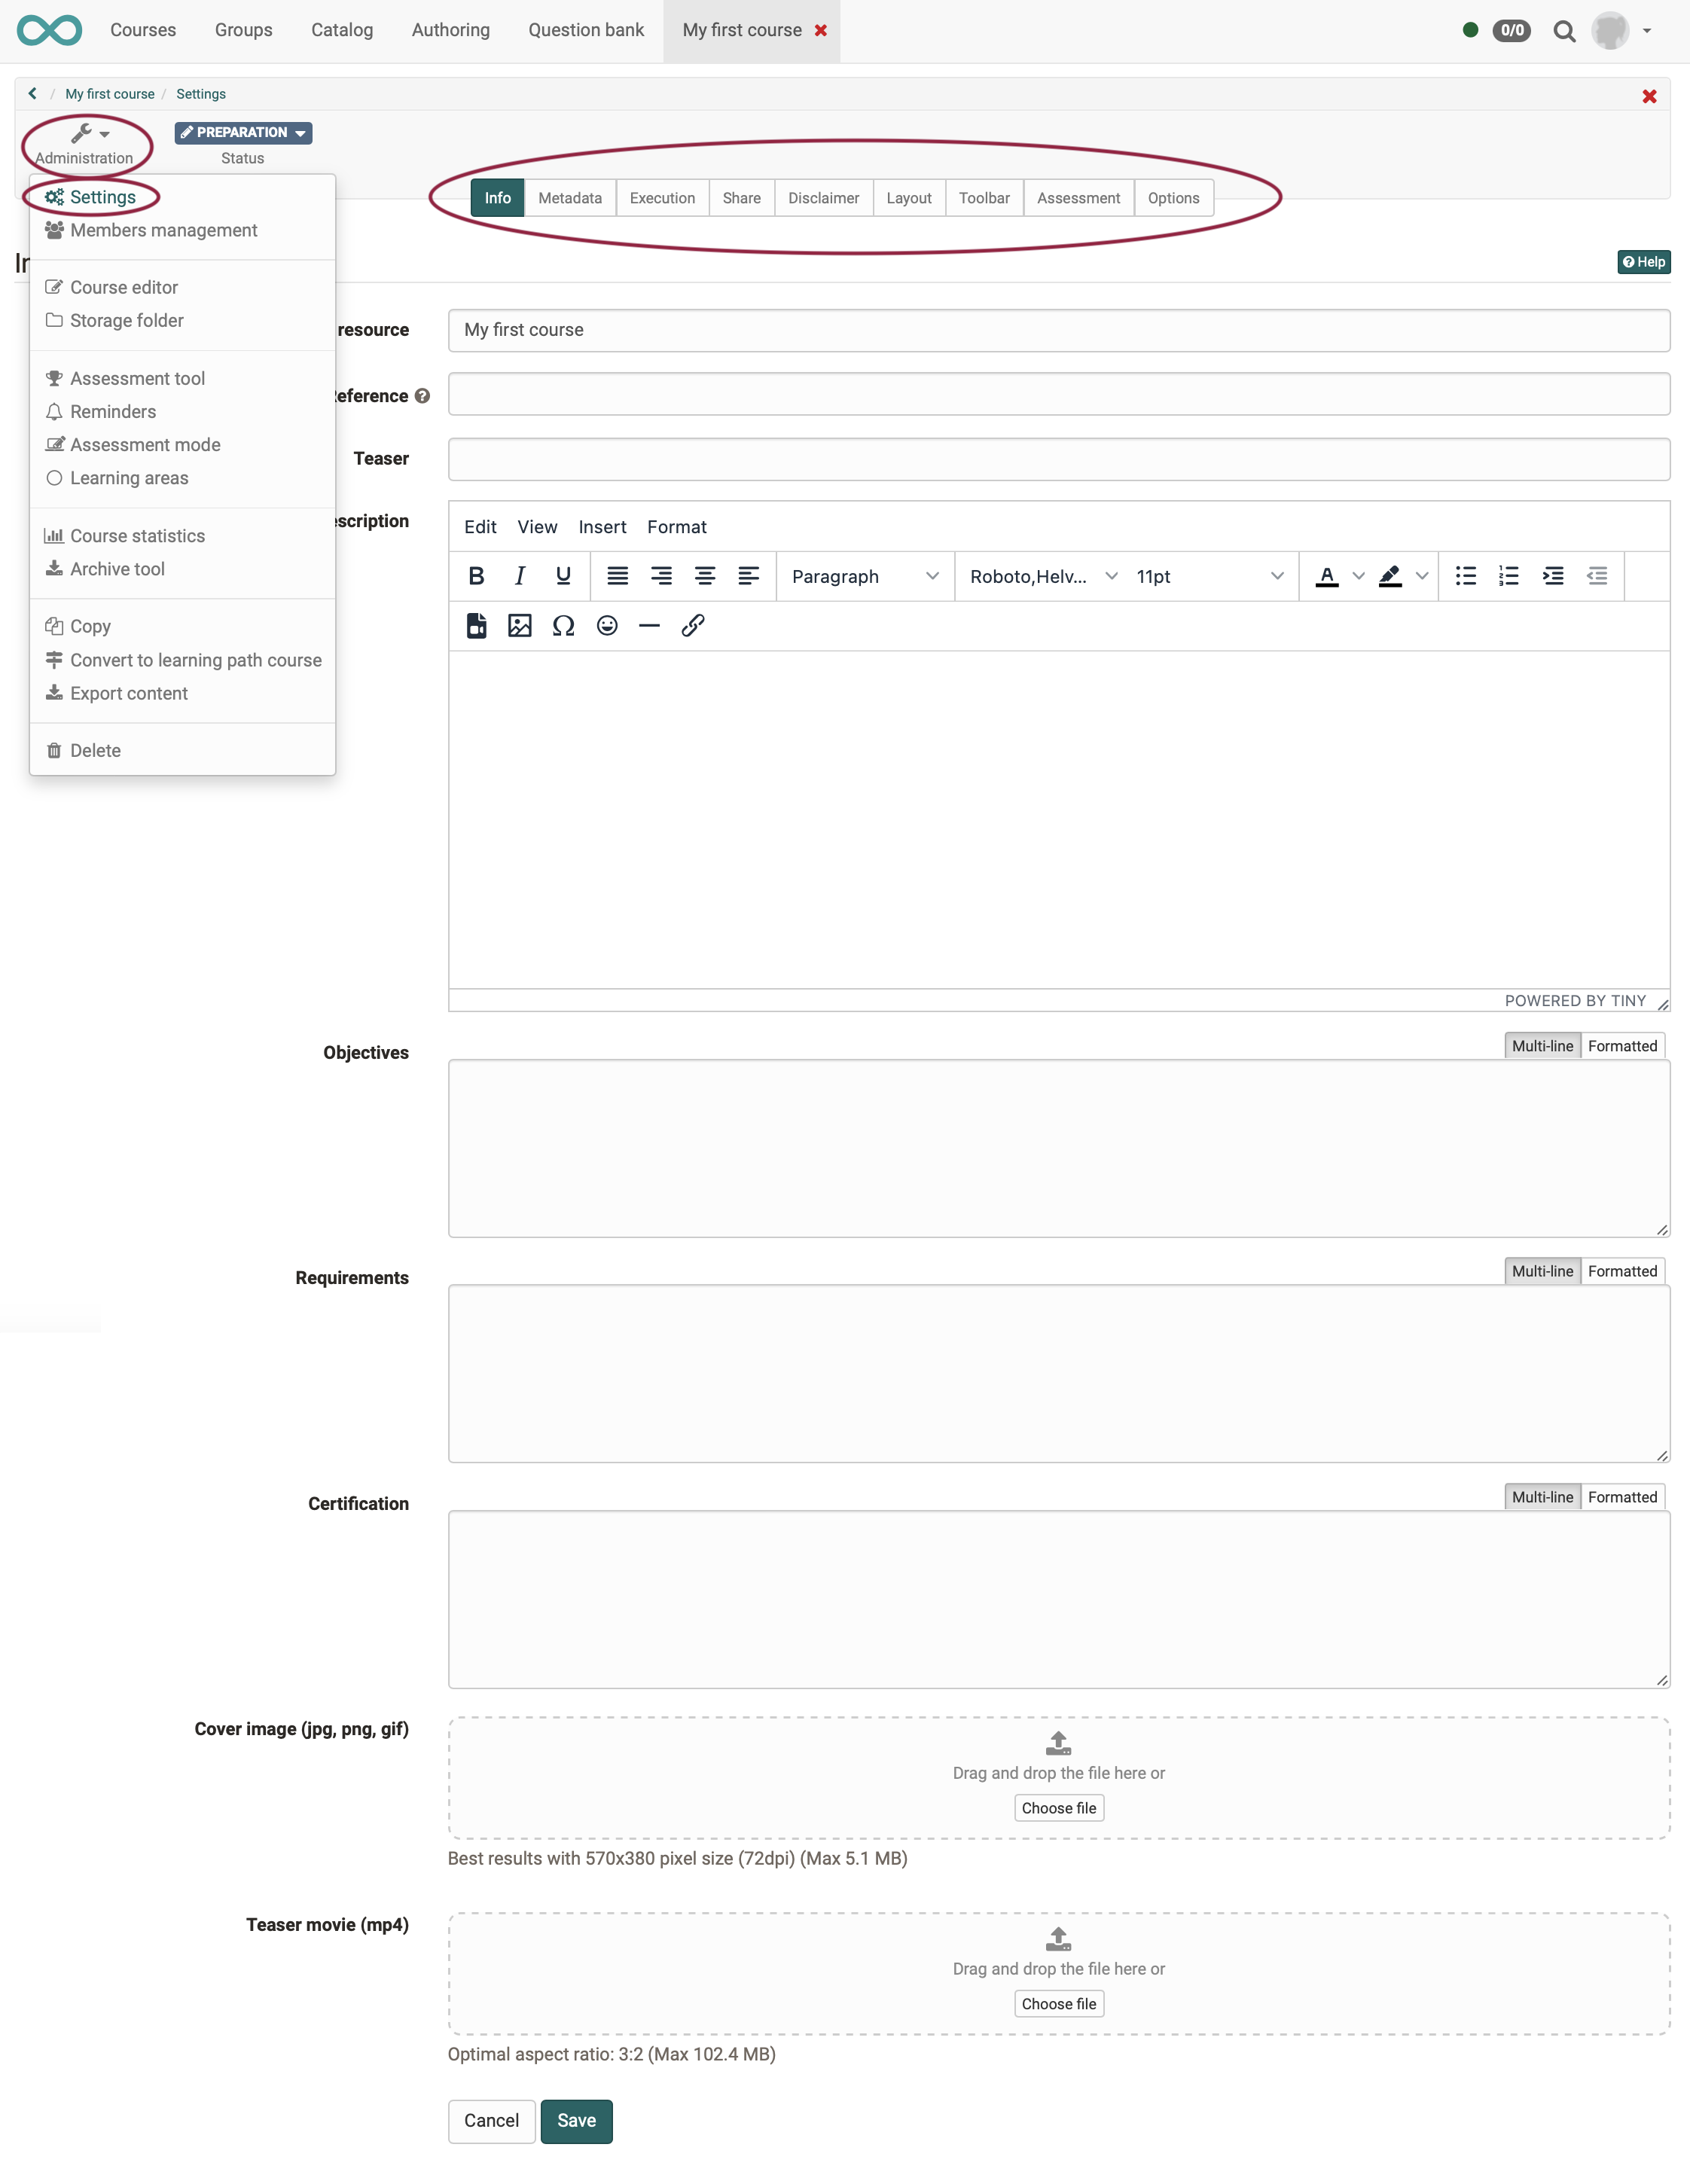 Courses Groups Catalog Authoring Question bank My first course 0/0
/ My first course / Settings
PREPARATION
Administration Status
Info Metadata Execution Share Disclaimer Layout Toolbar Assessment Options
Settings
Members management
Help
Course editor
Storage folder
resource My first course
Assessment tool
Reminders
Assessment mode
Learning areas
Teaser
Course statistics
Archive tool
Edit View Insert Format
B I U Paragraph Roboto,Helv... 11pt A
Copy
Convert to learning path course
Export content
Delete
POWERED BY TINY
Objectives Multi-line Formatted
Requirements Multi-line Formatted
Certification Multi-line Formatted
Cover image (jpg, png, gif)
Drag and drop the file here or
Choose file
Best results with 570x380 pixel size (72dpi) (Max 5.1 MB)
Teaser movie (mp4)
Drag and drop the file here or
Choose file
Optimal aspect ratio: 3:2 (Max 102.4 MB)
Cancel Save